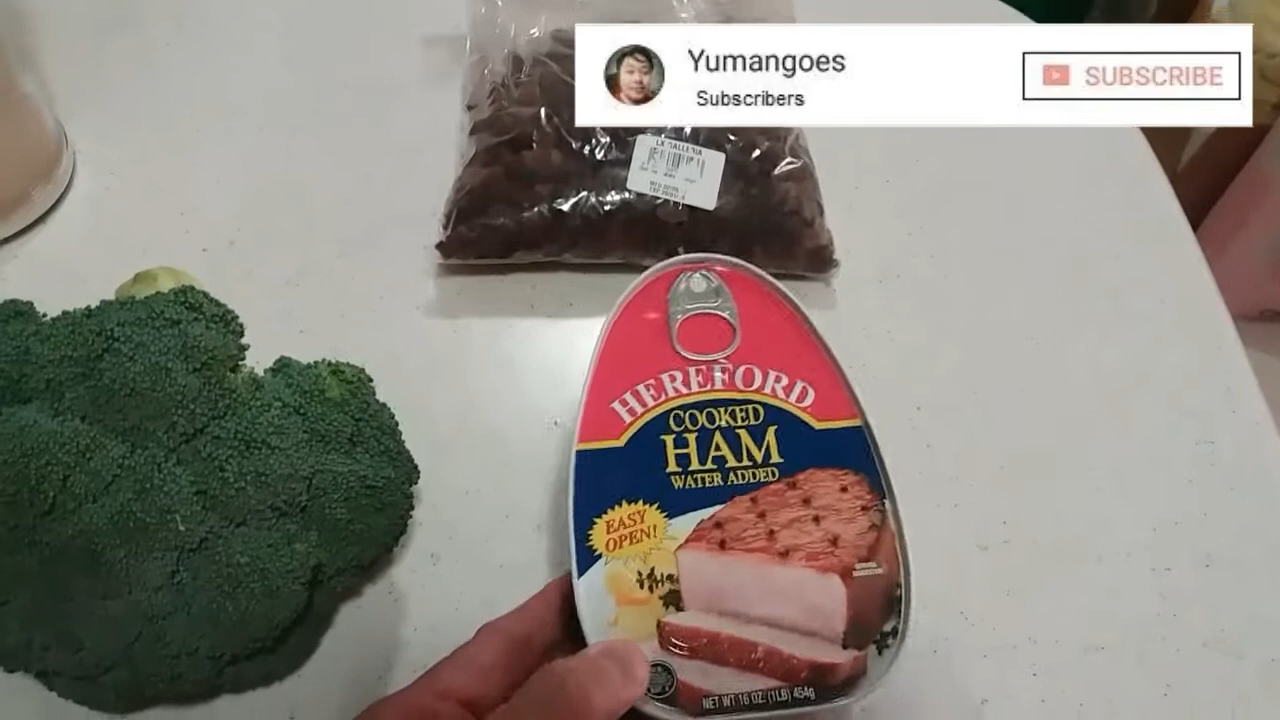 Yumangoes
Subscribers
SUBSCRIBE
HEREFORD
COOKED
HAM
WATER ADDED
EASY
OPEN!
NET WT 16 OZ. (1LB) 454g